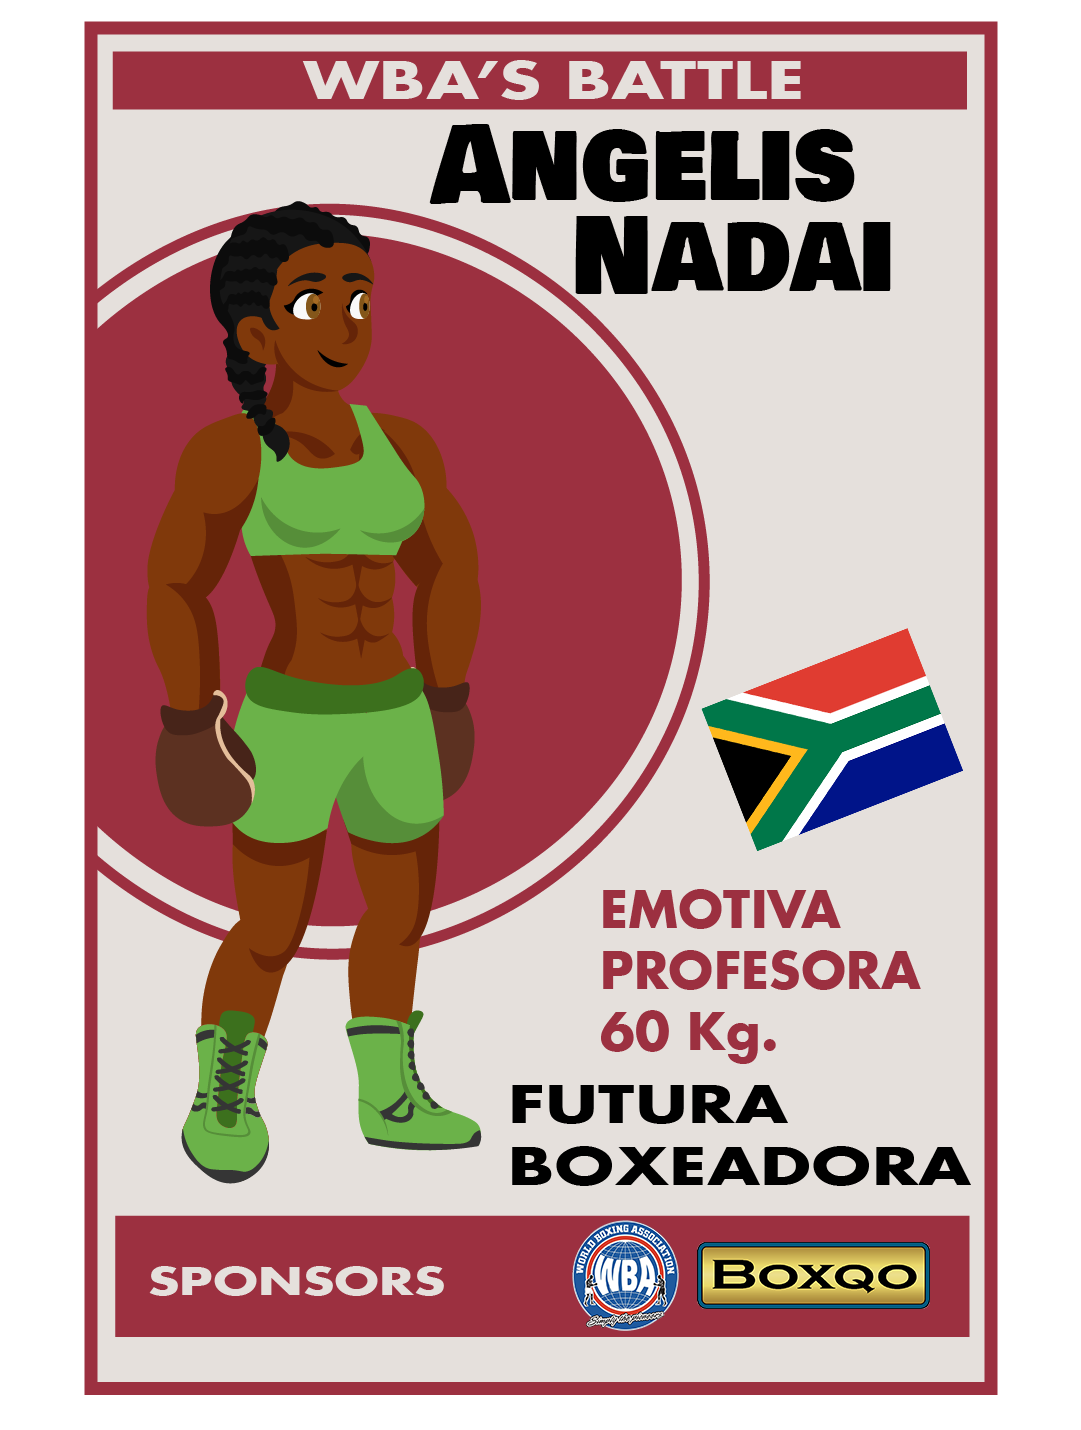 WBA'S BATTLE
ANGELIS
NADAI
EMOTIVA
PROFESORA
60 Kg.
FUTURA
BOXEADORA
SPONSORS
WORLD BOXING ASSOCIATION
WBA
Simply the pioneers
BOXQO